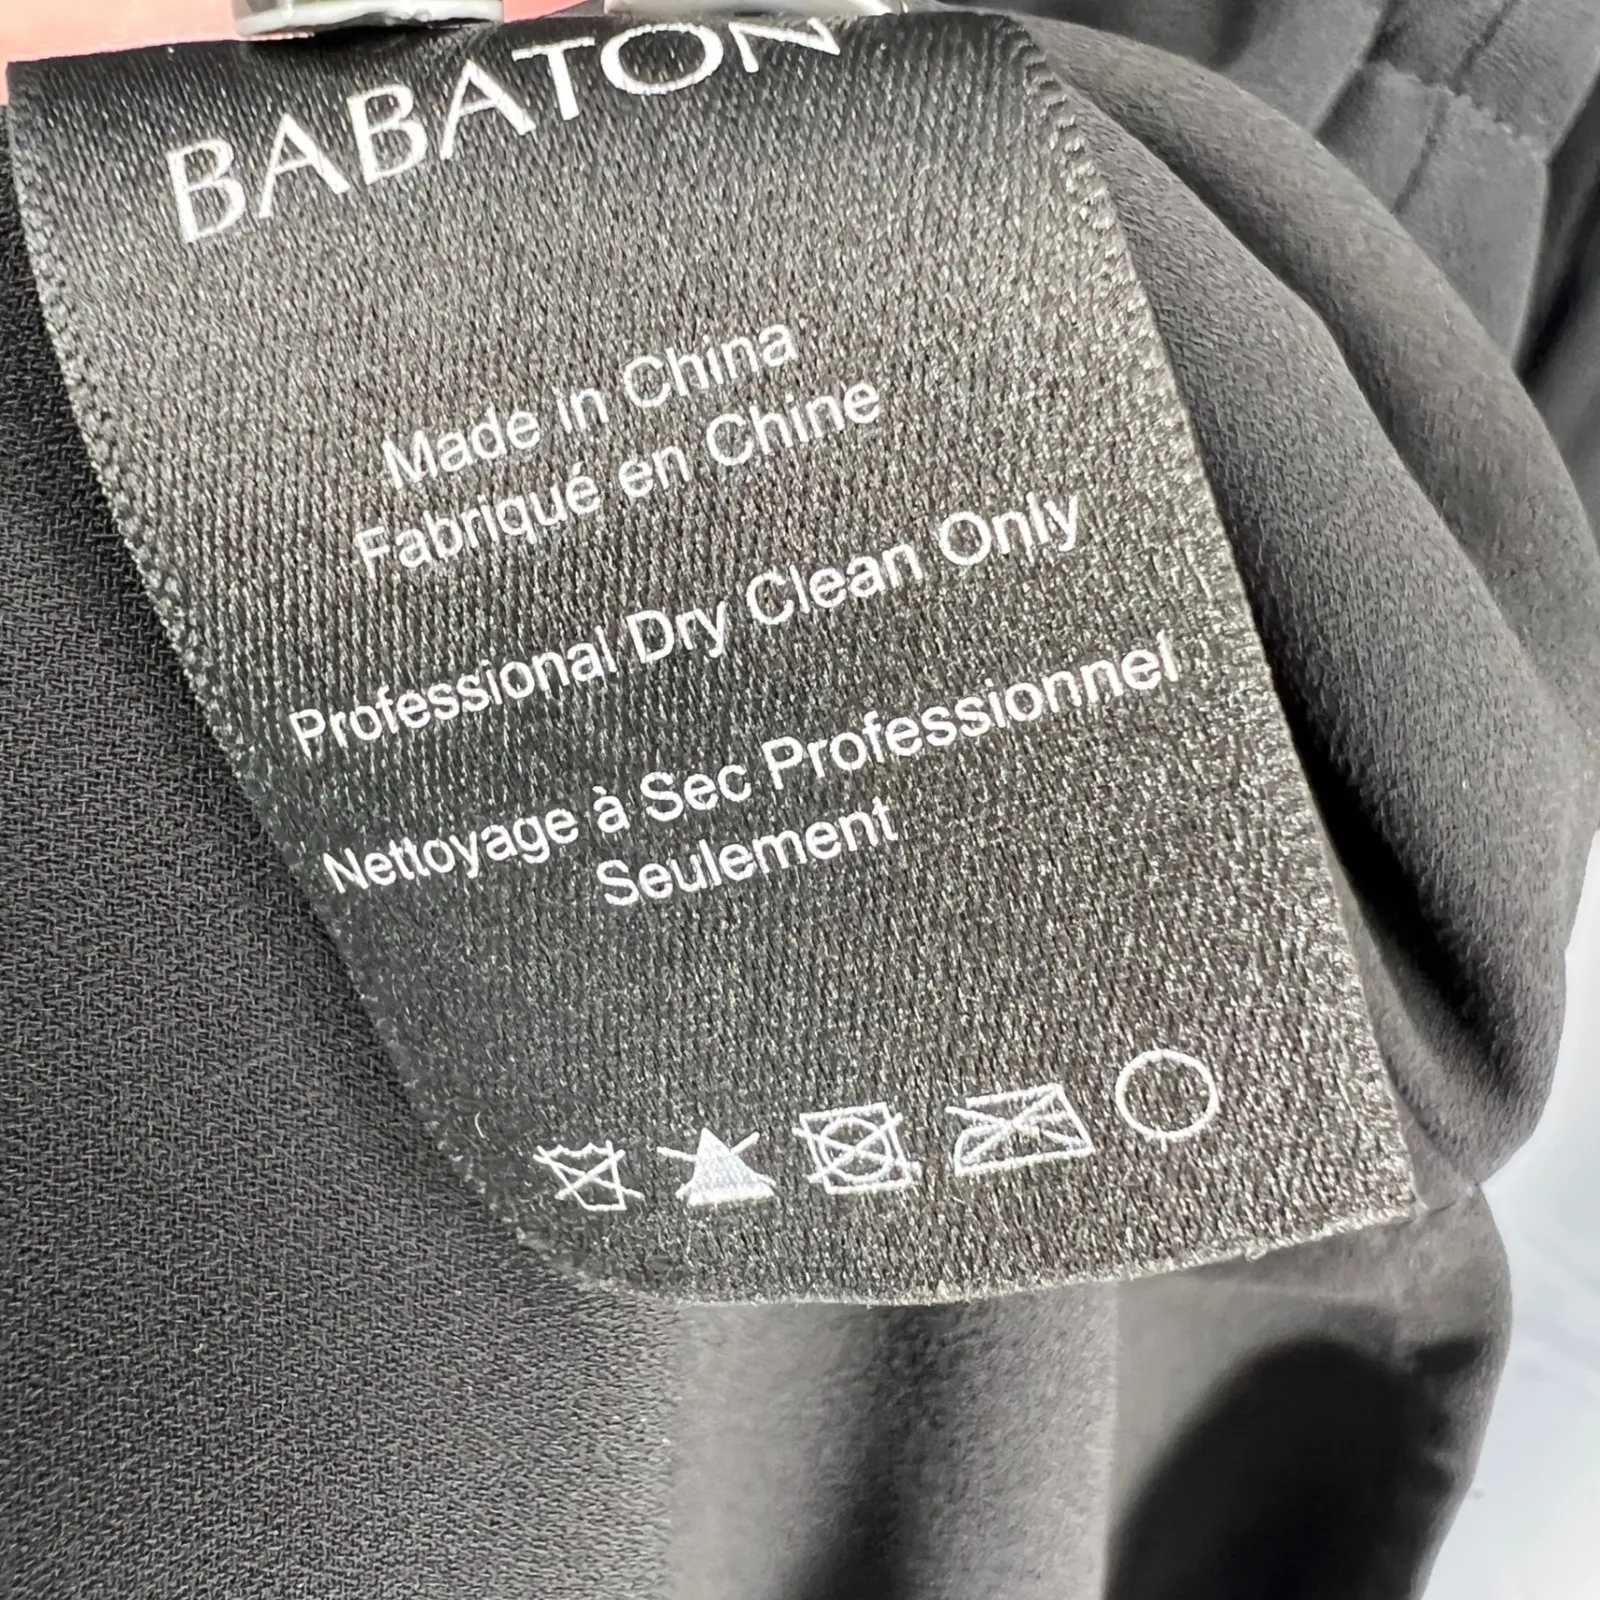 BABATON
Made in China
Fabriqué en Chine
Professional Dry Clean Only
Nettoyage à Sec Professionnel
Seulement